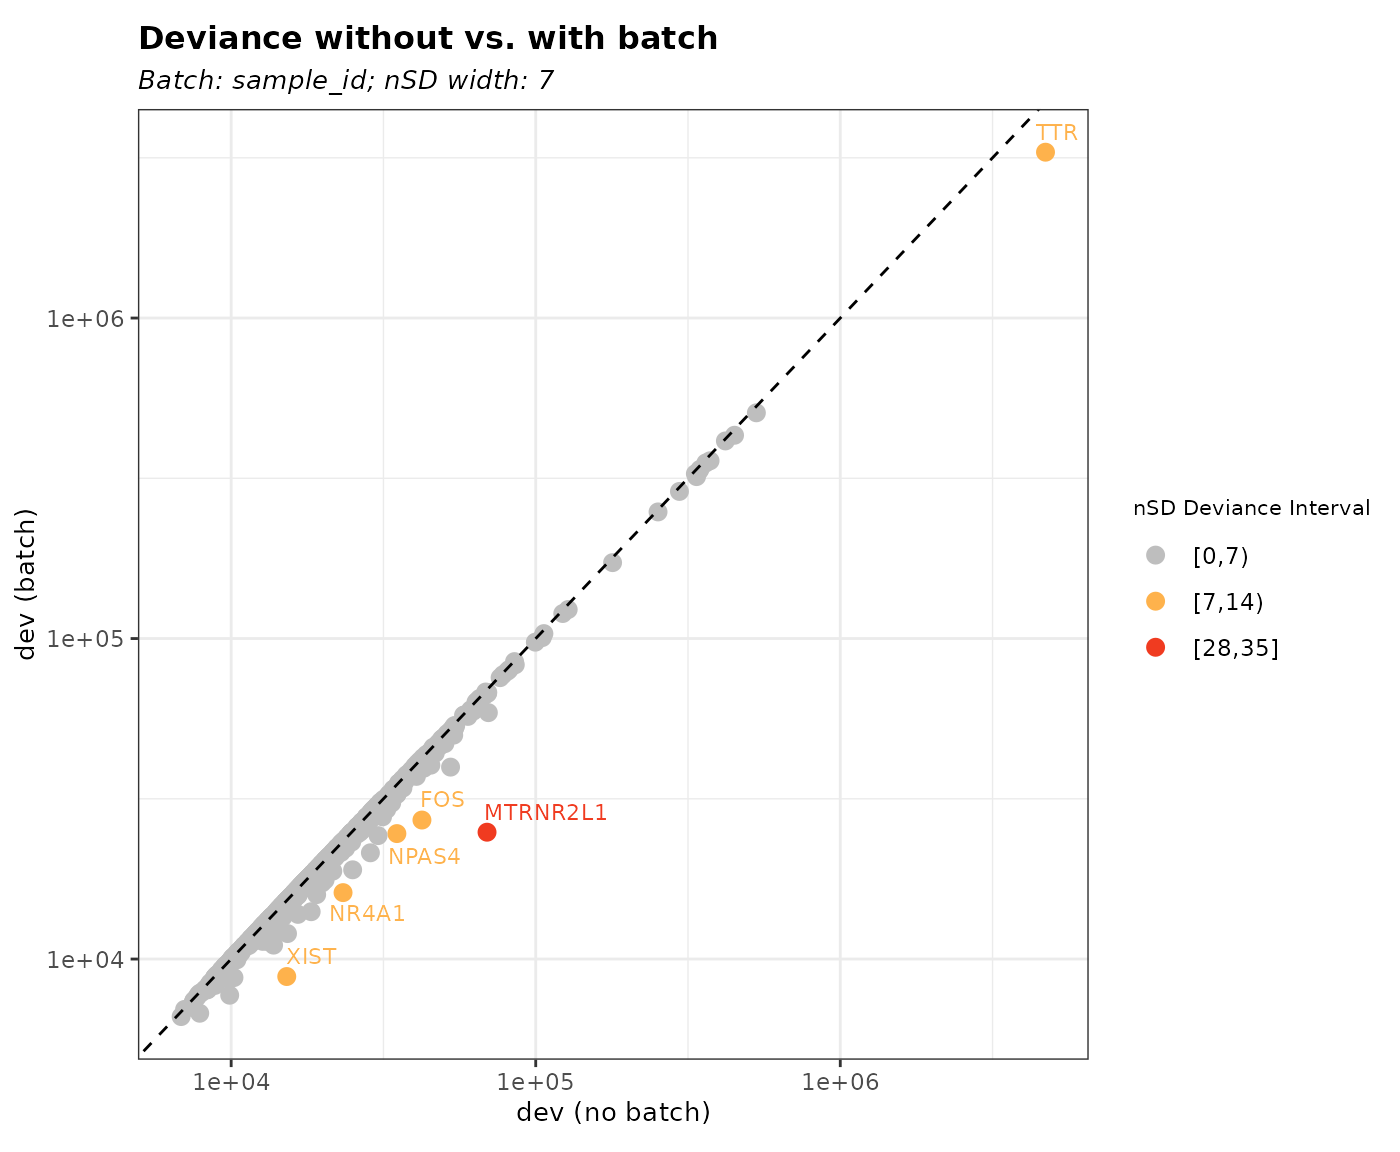 Deviance without vs. with batch
Batch: sample_id; nSD width: 7
TTR
1e+06
dev (batch)
nSD Deviance Interval
[0,7)
[7,14)
[28,35]
1e+05
FOS
MTRNR2L1
NPAS4
NR4A1
XIST
1e+04
1e+04
1e+05
1e+06
dev (no batch)